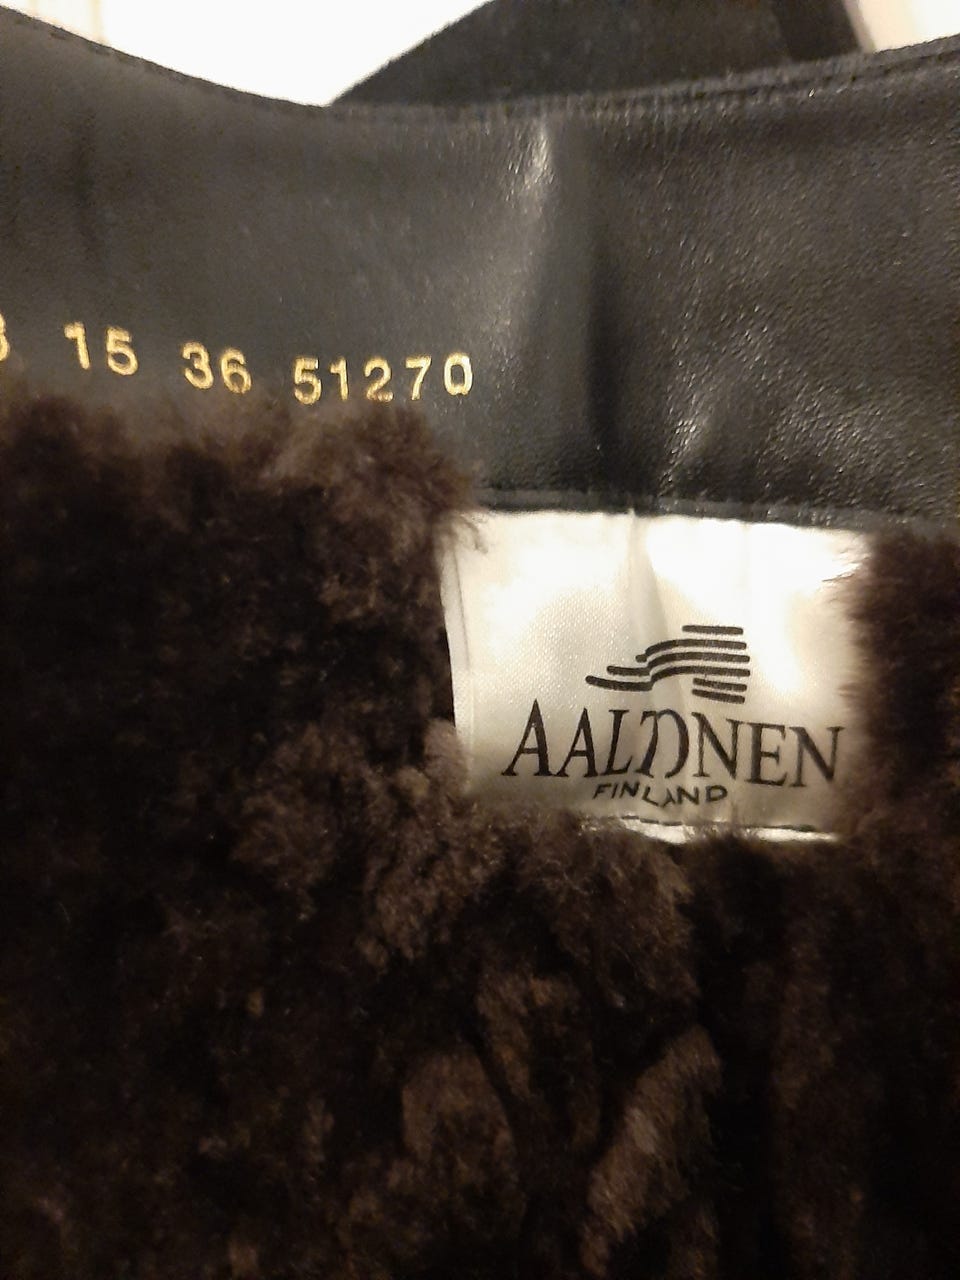 15 36 51270
AALTONEN
FINLAND